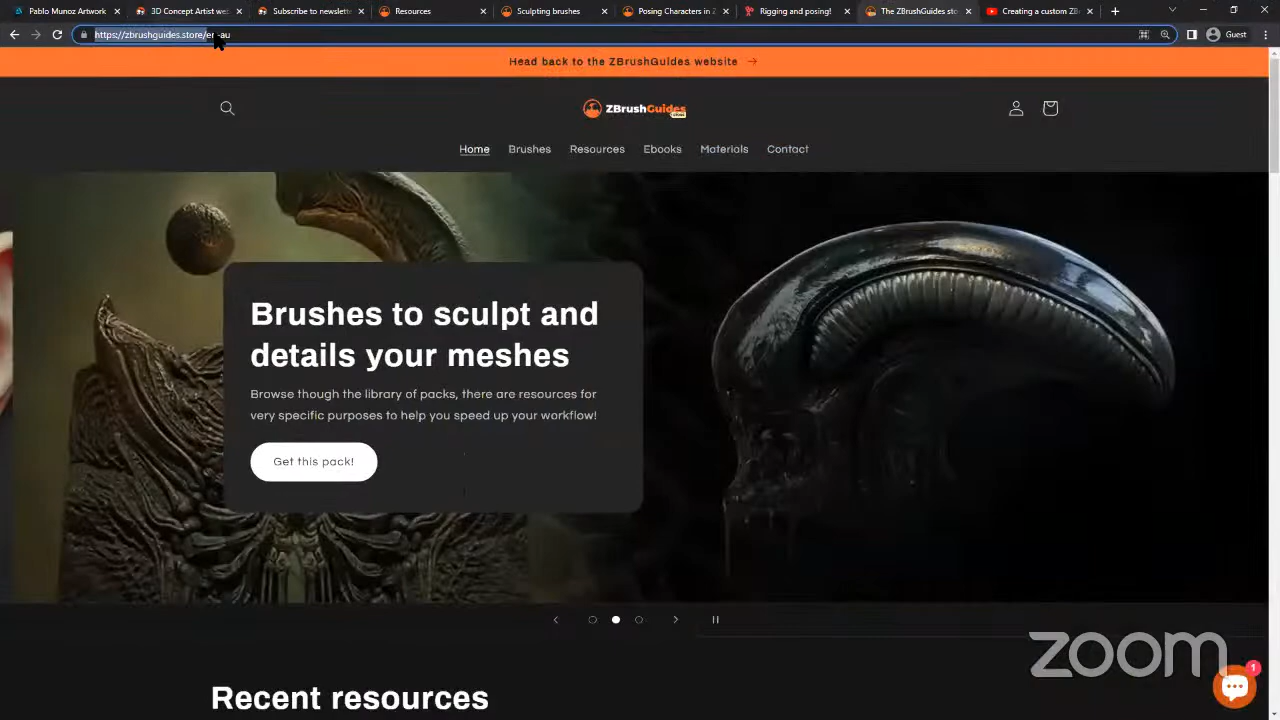 Pablo Munoz Artwork
3D Concept Artist we
Subscribe to newslette
Resources
Sculpting brushes
Posing Characters in Z
Rigging and posing!
The ZBrushGuides sto
Creating a custom ZB
https://zbrushguides.store/en-au
Guest
Head back to the ZBrushGuides website →
ZBrushGuides
Home
Brushes
Resources
Ebooks
Materials
Contact
Brushes to sculpt and
details your meshes
Browse though the library of packs, there are resources for
very specific purposes to help you speed up your workflow!
Get this pack!
zoom
1
Recent resources